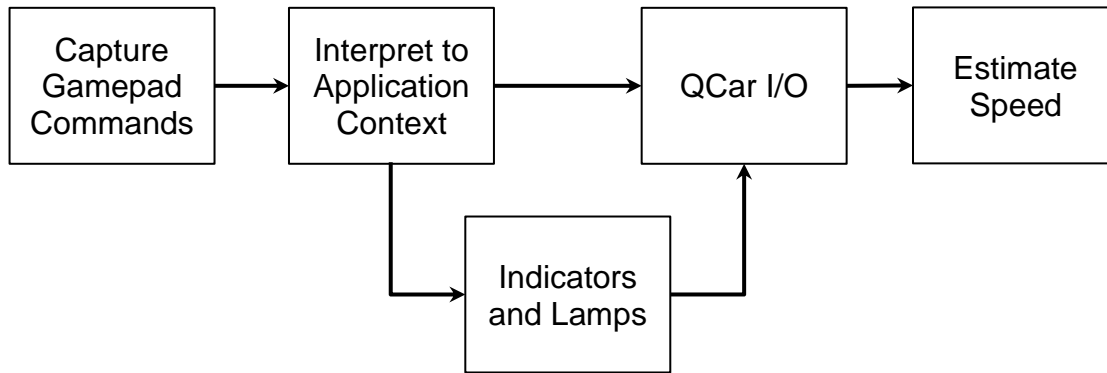 Capture
Gamepad
Commands
Interpret to
Application
Context
QCar I/O
Estimate
Speed
Indicators
and Lamps